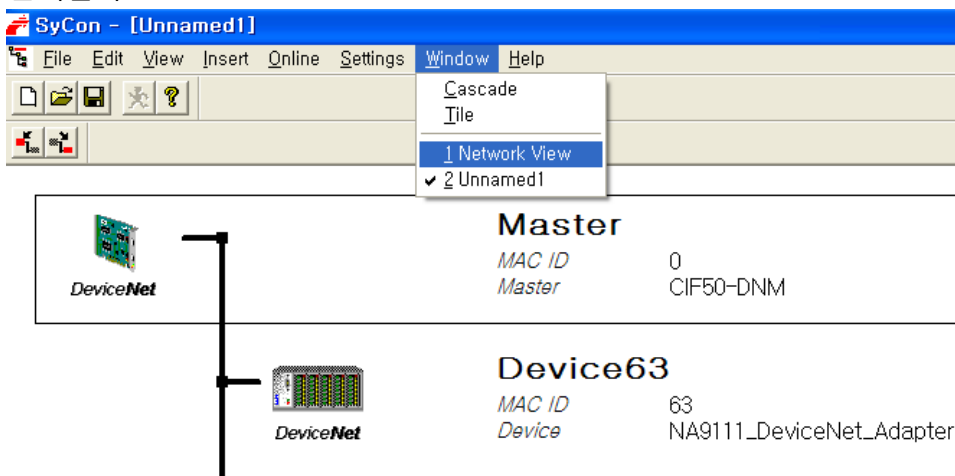 SyCon - [Unnamed1]
File Edit View Insert Online Settings Window Help
Cascade
Tile
1 Network View
2 Unnamed1
Master
MAC ID 0
Master CIF50-DNM
DeviceNet
Device63
MAC ID 63
Device NA9111_DeviceNet_Adapter
DeviceNet